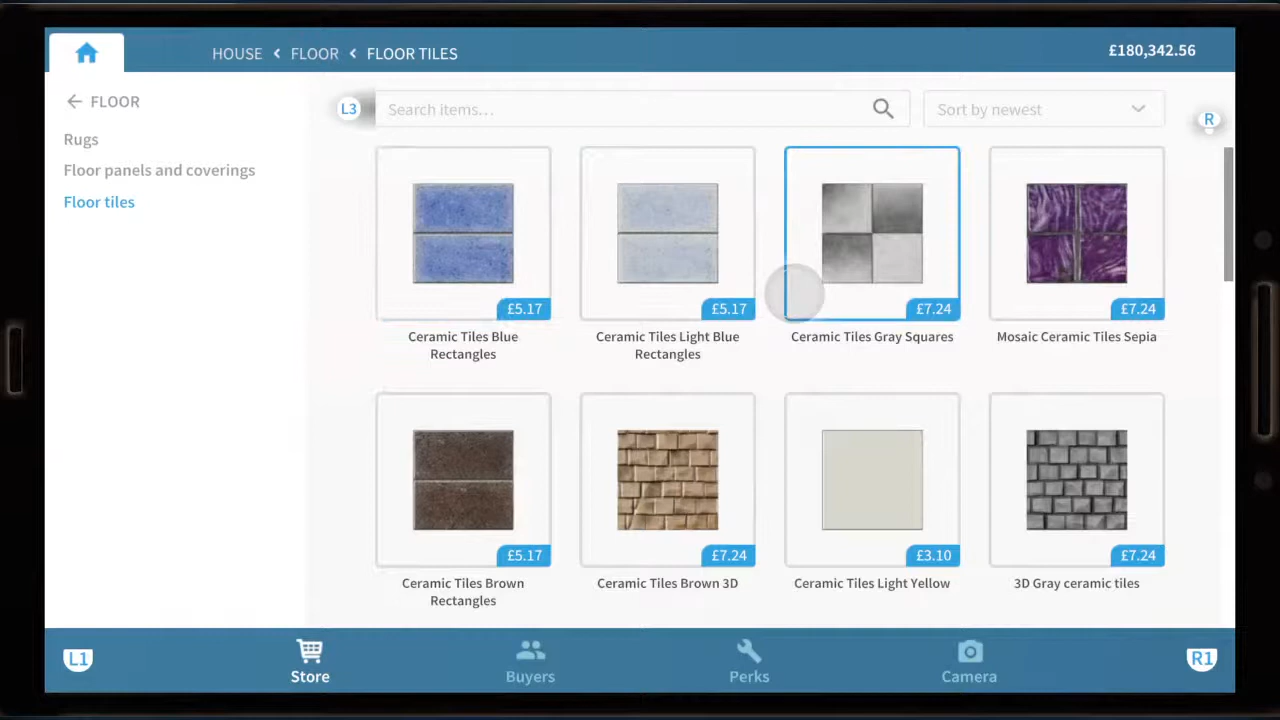 HOUSE < FLOOR < FLOOR TILES
£180,342.56
FLOOR
Rugs
Floor panels and coverings
Floor tiles
L3
Search items...
Sort by newest
R
£5.17
£5.17
£7.24
£7.24
Ceramic Tiles Blue
Rectangles
Ceramic Tiles Light Blue
Rectangles
Ceramic Tiles Gray Squares
Mosaic Ceramic Tiles Sepia
£5.17
£7.24
£3.10
£7.24
Ceramic Tiles Brown
Rectangles
Ceramic Tiles Brown 3D
Ceramic Tiles Light Yellow
3D Gray ceramic tiles
L1
Store
Buyers
Perks
Camera
R1